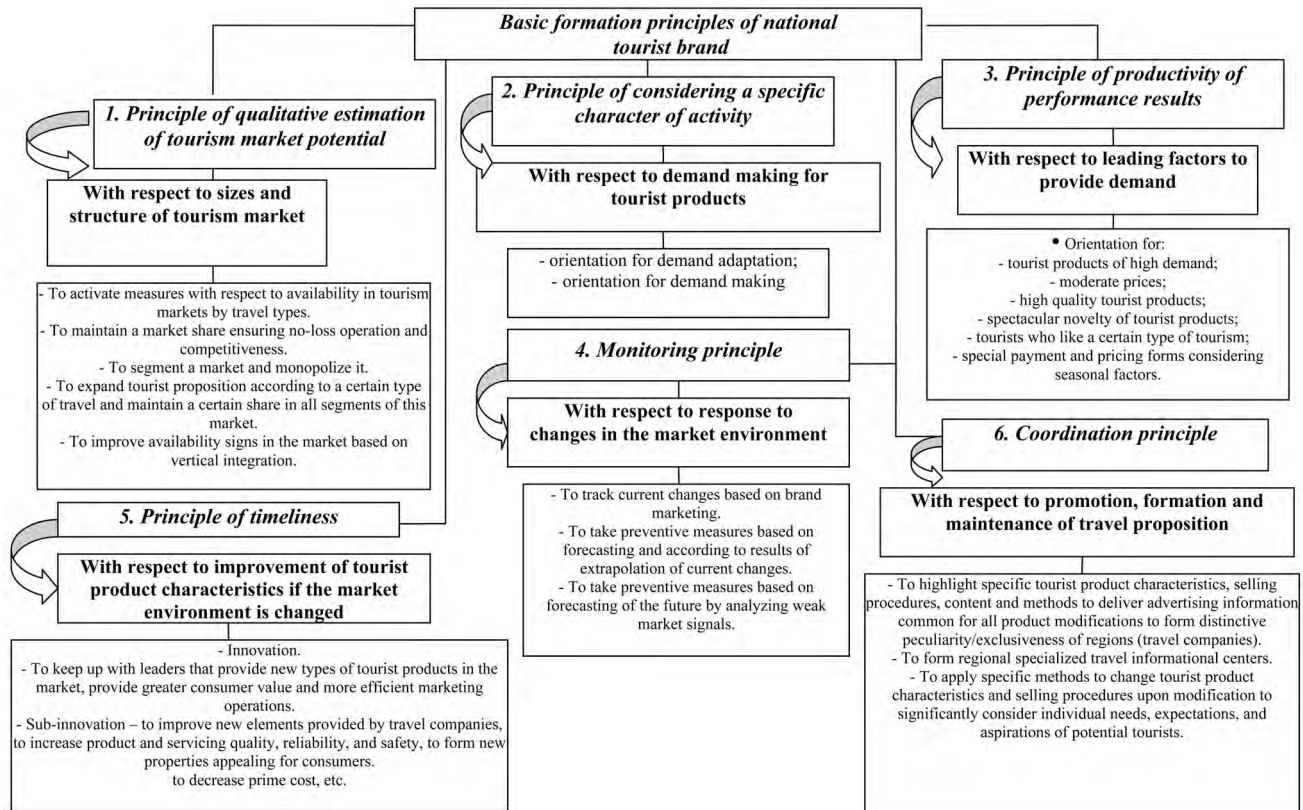 Basic formation principles of national
tourist brand
1. Principle of qualitative estimation
of tourism market potential
With respect to sizes and
structure of tourism market
- To activate measures with respect to availability in tourism
markets by travel types.
- To maintain a market share ensuring no-loss operation and
competitiveness.
- To segment a market and monopolize it.
- To expand tourist proposition according to a certain type
of travel and maintain a certain share in all segments of this
market.
- To improve availability signs in the market based on
vertical integration.
2. Principle of considering a specific
character of activity
With respect to demand making for
tourist products
- orientation for demand adaptation;
- orientation for demand making
3. Principle of productivity of
performance results
With respect to leading factors to
provide demand
• Orientation for:
- tourist products of high demand;
- moderate prices;
- high quality tourist products;
- spectacular novelty of tourist products;
- tourists who like a certain type of tourism;
- special payment and pricing forms considering
seasonal factors.
4. Monitoring principle
With respect to response to
changes in the market environment
- To track current changes based on brand
marketing.
- To take preventive measures based on
forecasting and according to results of
extrapolation of current changes.
- To take preventive measures based on
forecasting of the future by analyzing weak
market signals.
5. Principle of timeliness
With respect to improvement of tourist
product characteristics if the market
environment is changed
- Innovation.
- To keep up with leaders that provide new types of tourist products in the
market, provide greater consumer value and more efficient marketing
operations.
- Sub-innovation – to improve new elements provided by travel companies,
to increase product and servicing quality, reliability, and safety, to form new
properties appealing for consumers.
to decrease prime cost, etc.
6. Coordination principle
With respect to promotion, formation and
maintenance of travel proposition
- To highlight specific tourist product characteristics, selling
procedures, content and methods to deliver advertising information
common for all product modifications to form distinctive
peculiarity/exclusiveness of regions (travel companies).
- To form regional specialized travel informational centers.
- To apply specific methods to change tourist product
characteristics and selling procedures upon modification to
significantly consider individual needs, expectations, and
aspirations of potential tourists.